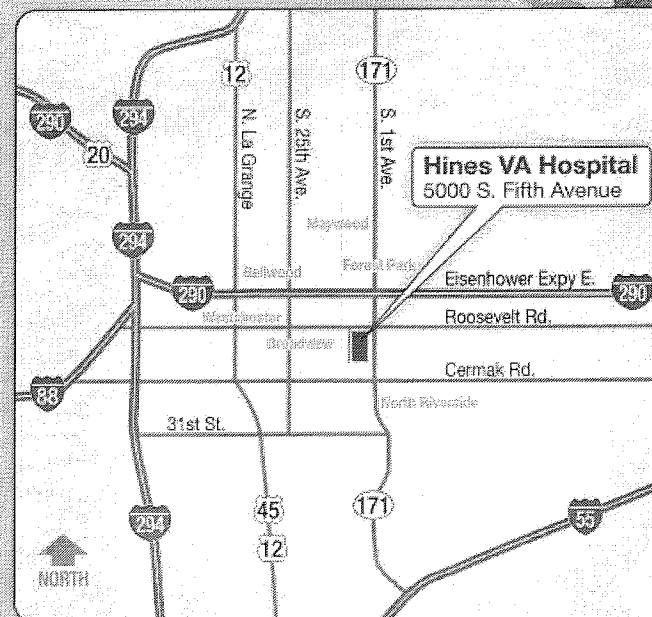 12
171
290
294
20
N. La Grange
S. 25th Ave.
S. 1st Ave.
Hines VA Hospital
5000 S. Fifth Avenue
Maywood
294
Bellwood
Forest Park
Eisenhower Expy E.
290
290
Westchester
Roosevelt Rd.
Broadview
Cermak Rd.
88
North Riverside
31st St.
45
171
294
12
55
NORTH